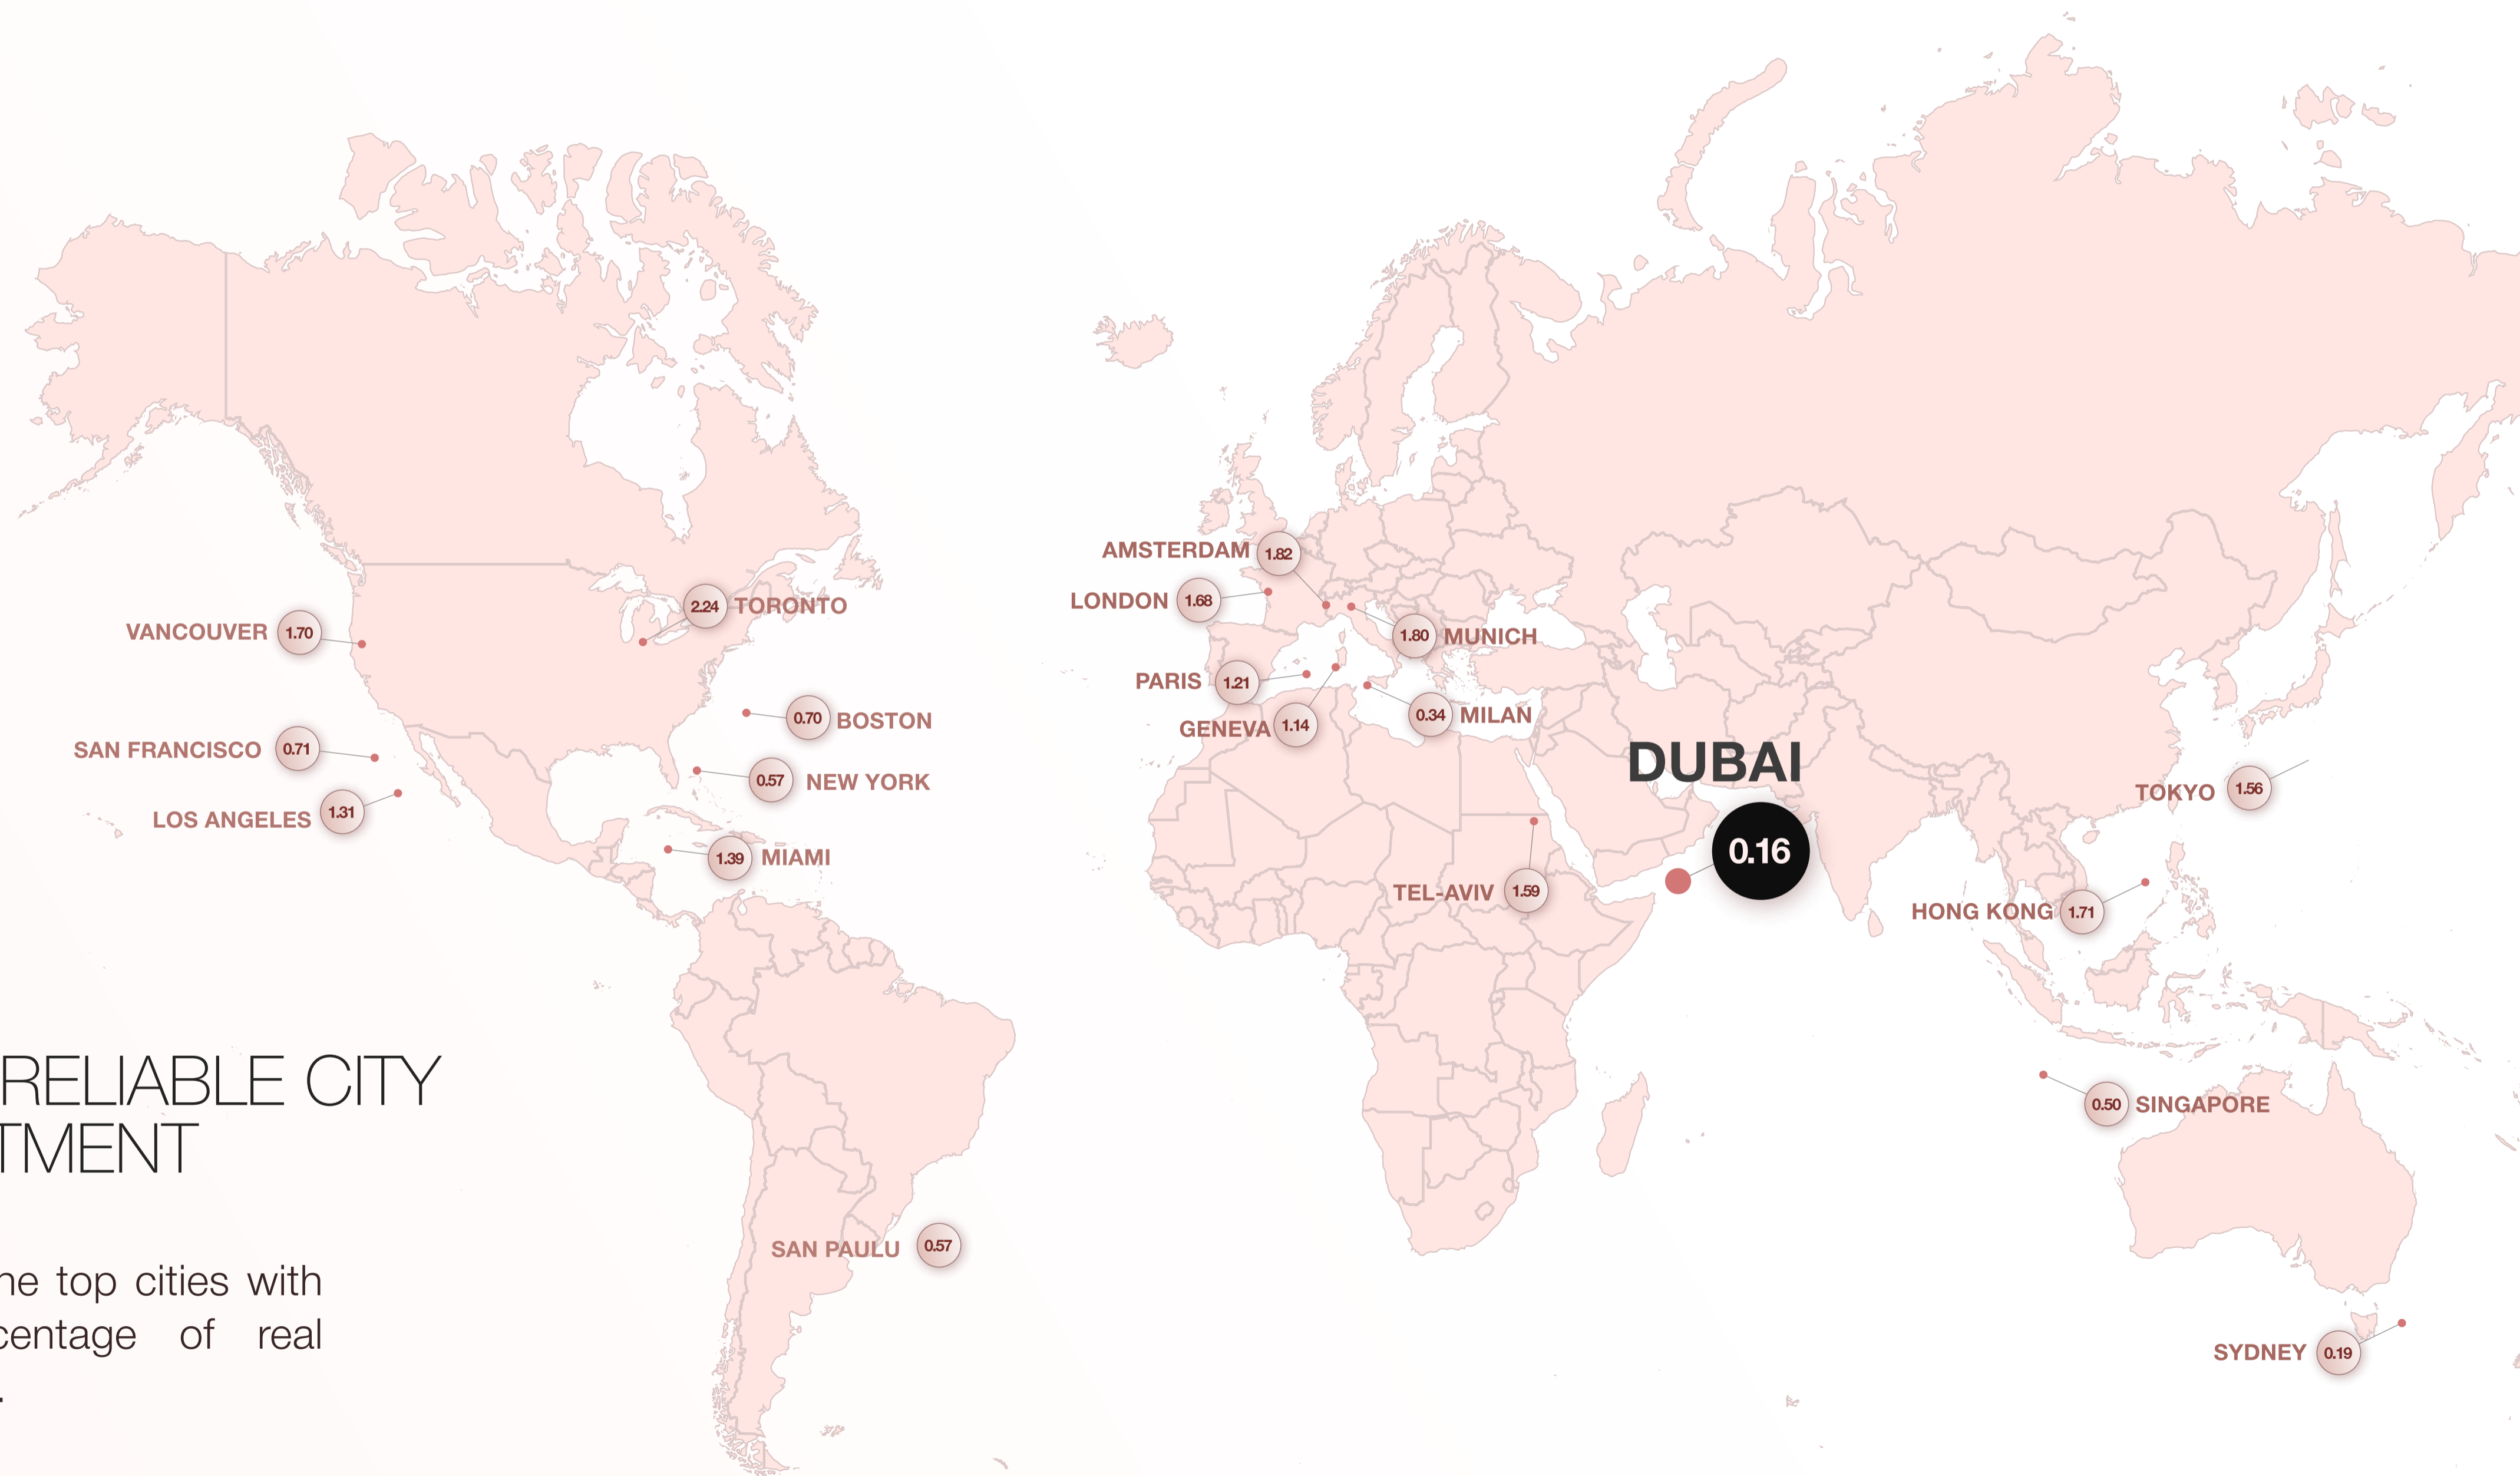 AMSTERDAM 1.82
LONDON 1.68
2.24 TORONTO
VANCOUVER 1.70
1.80 MUNICH
PARIS 1.21
0.70 BOSTON
0.34 MILAN
GENEVA 1.14
SAN FRANCISCO 0.71
DUBAI
0.16
0.57 NEW YORK
TOKYO 1.56
LOS ANGELES 1.31
1.39 MIAMI
TEL-AVIV 1.59
HONG KONG 1.71
RELIABLE CITY
TMENT
0.50 SINGAPORE
SAN PAULU 0.57
he top cities with
centage of real
.
SYDNEY 0.19